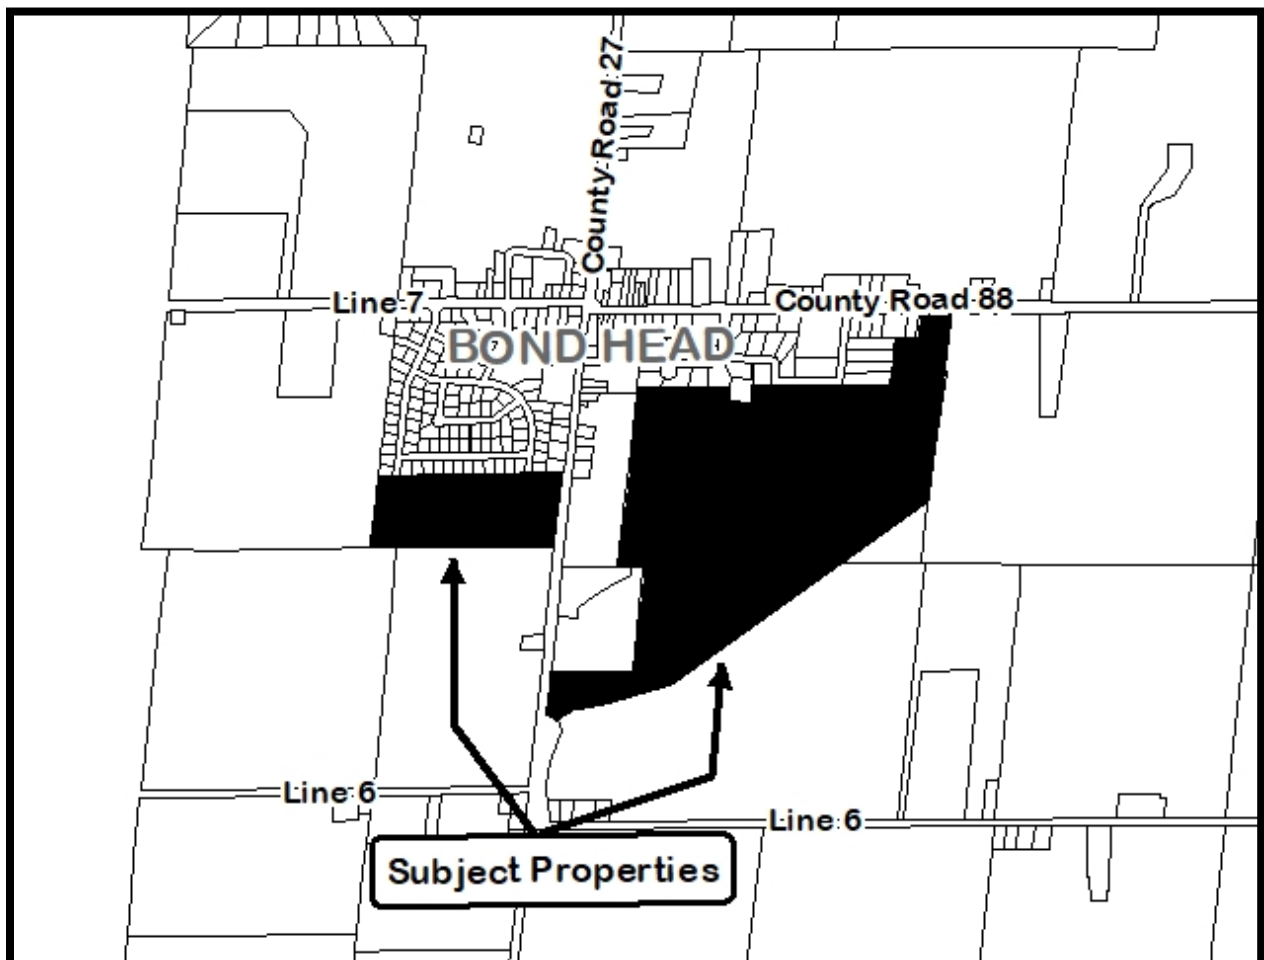 County Road 27
Line 7
County Road 88
BOND HEAD
Line 6
Line 6
Subject Properties